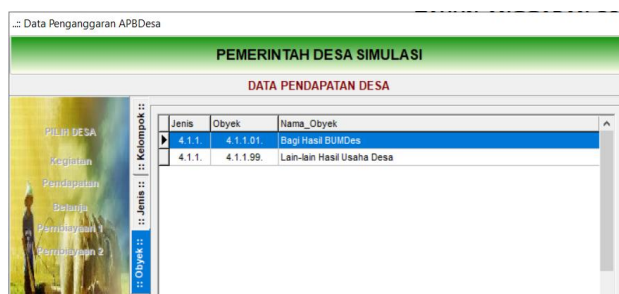 ..:: Data Penganggaran APBDesa
PEMERINTAH DESA SIMULASI
DATA PENDAPATAN DESA
PILIH DESA
Kegiatan
Pendapatan
Belanja
Pembiayaan 1
Pembiayaan 2
:: Kelompok ::
:: Jenis ::
:: Obyek ::
Jenis Obyek Nama_Obyek
4.1.1. 4.1.1.01. Bagi Hasil BUMDes
4.1.1. 4.1.1.99. Lain-lain Hasil Usaha Desa